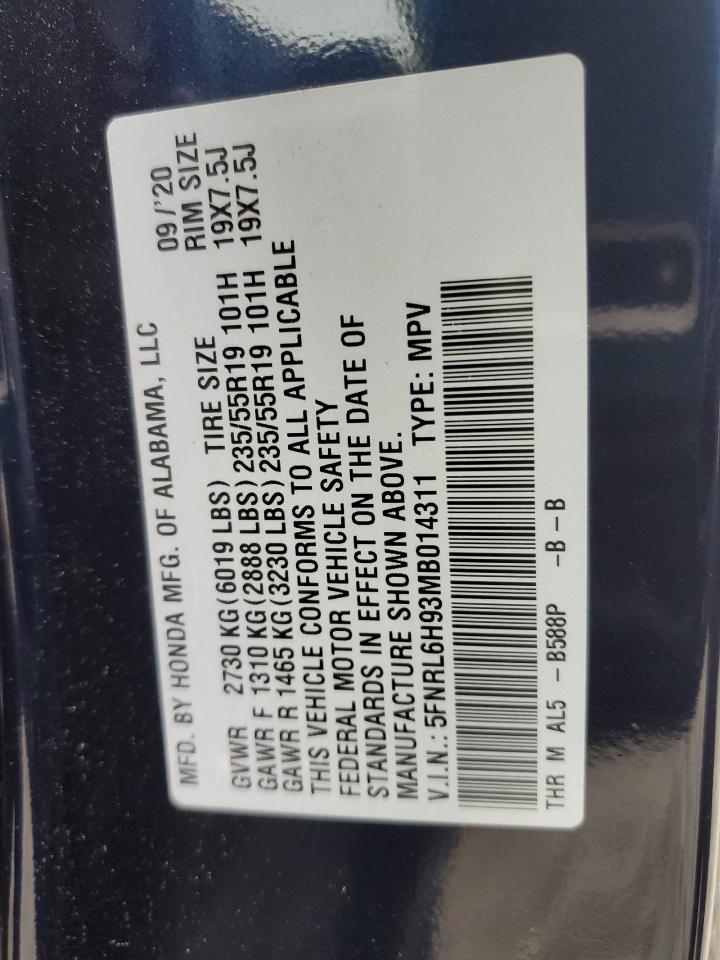 MFD. BY HONDA MFG. OF ALABAMA, LLC 09/'20
GVWR 2730 KG (6019 LBS) TIRE SIZE RIM SIZE
GAWR F 1310 KG (2888 LBS) 235/55R19 101H 19X7.5J
GAWR R 1465 KG (3230 LBS) 235/55R19 101H 19X7.5J
THIS VEHICLE CONFORMS TO ALL APPLICABLE
FEDERAL MOTOR VEHICLE SAFETY
STANDARDS IN EFFECT ON THE DATE OF
MANUFACTURE SHOWN ABOVE.
V.I.N.: 5FNRL6H93MB014311 TYPE: MPV
THR M AL5 - B588P -B-B